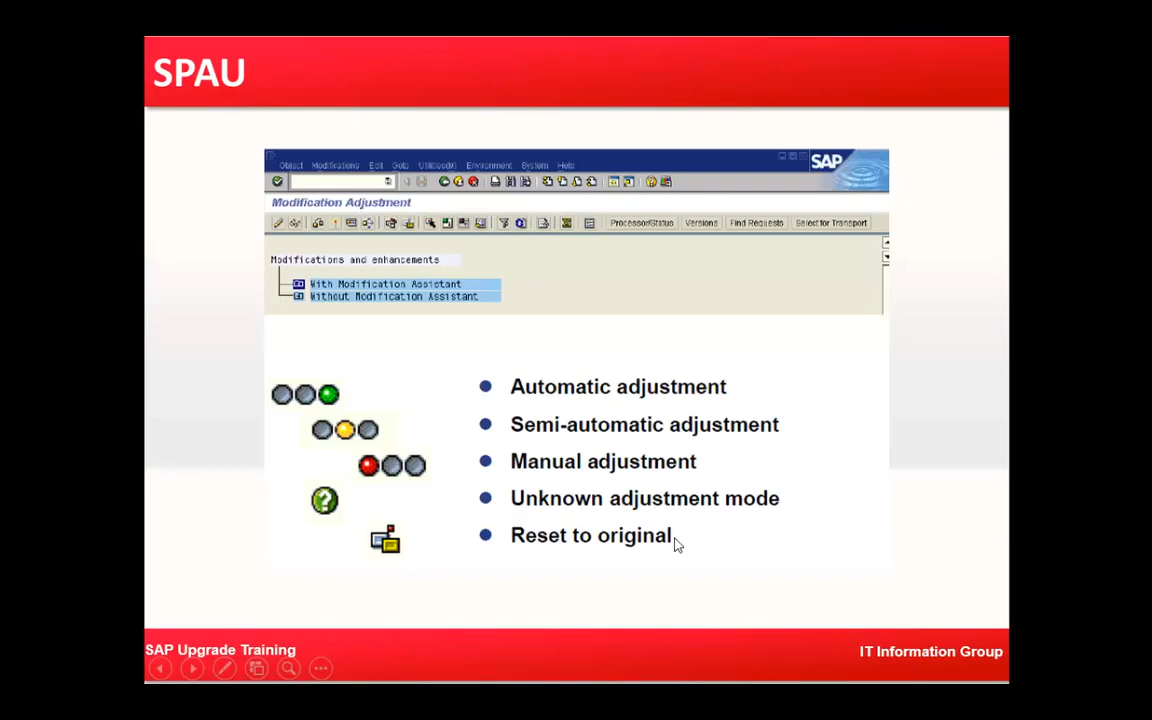 SPAU
Object Modifications Edit Goto Utilities(M) Environment System Help
SAP
Modification Adjustment
Processor/Status Versions Find Requests Select for Transport
Modifications and enhancements
With Modification Assistant
Without Modification Assistant
Automatic adjustment
Semi-automatic adjustment
Manual adjustment
Unknown adjustment mode
Reset to original
SAP Upgrade Training
IT Information Group